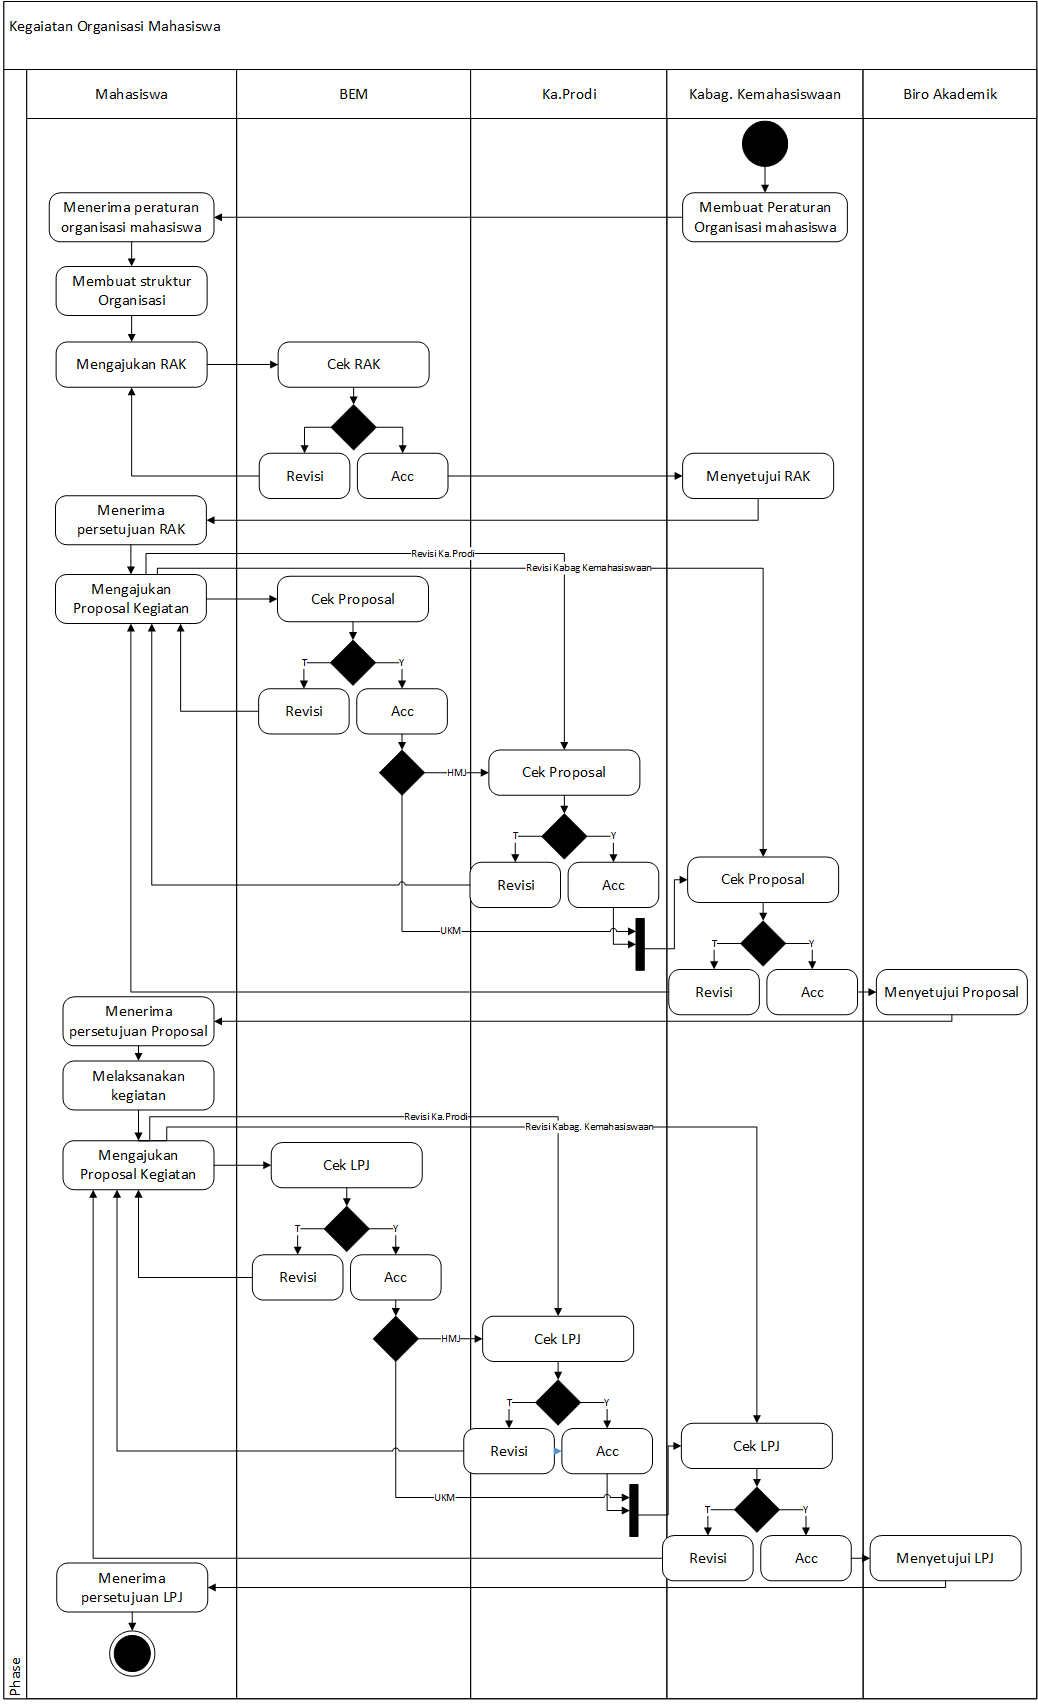 Kegaiatan Organisasi Mahasiswa
Mahasiswa
BEM
Ka.Prodi
Kabag. Kemahasiswaan
Biro Akademik
Menerima peraturan
organisasi mahasiswa
Membuat Peraturan
Organisasi mahasiswa
Membuat struktur
Organisasi
Mengajukan RAK
Cek RAK
Revisi
Acc
Menyetujui RAK
Menerima
persetujuan RAK
Revisi Ka.Prodi
Revisi Kabag Kemahasiswaan
Mengajukan
Proposal Kegiatan
Cek Proposal
T
Y
Revisi
Acc
HMJ
Cek Proposal
T
Y
Revisi
Acc
Cek Proposal
UKM
T
Y
Revisi
Acc
Menyetujui Proposal
Menerima
persetujuan Proposal
Melaksanakan
kegiatan
Revisi Ka.Prodi
Revisi Kabag. Kemahasiswaan
Mengajukan
Proposal Kegiatan
Cek LPJ
T
Y
Revisi
Acc
HMJ
Cek LPJ
T
Y
Revisi
Acc
Cek LPJ
UKM
T
Y
Revisi
Acc
Menyetujui LPJ
Menerima
persetujuan LPJ
Phase